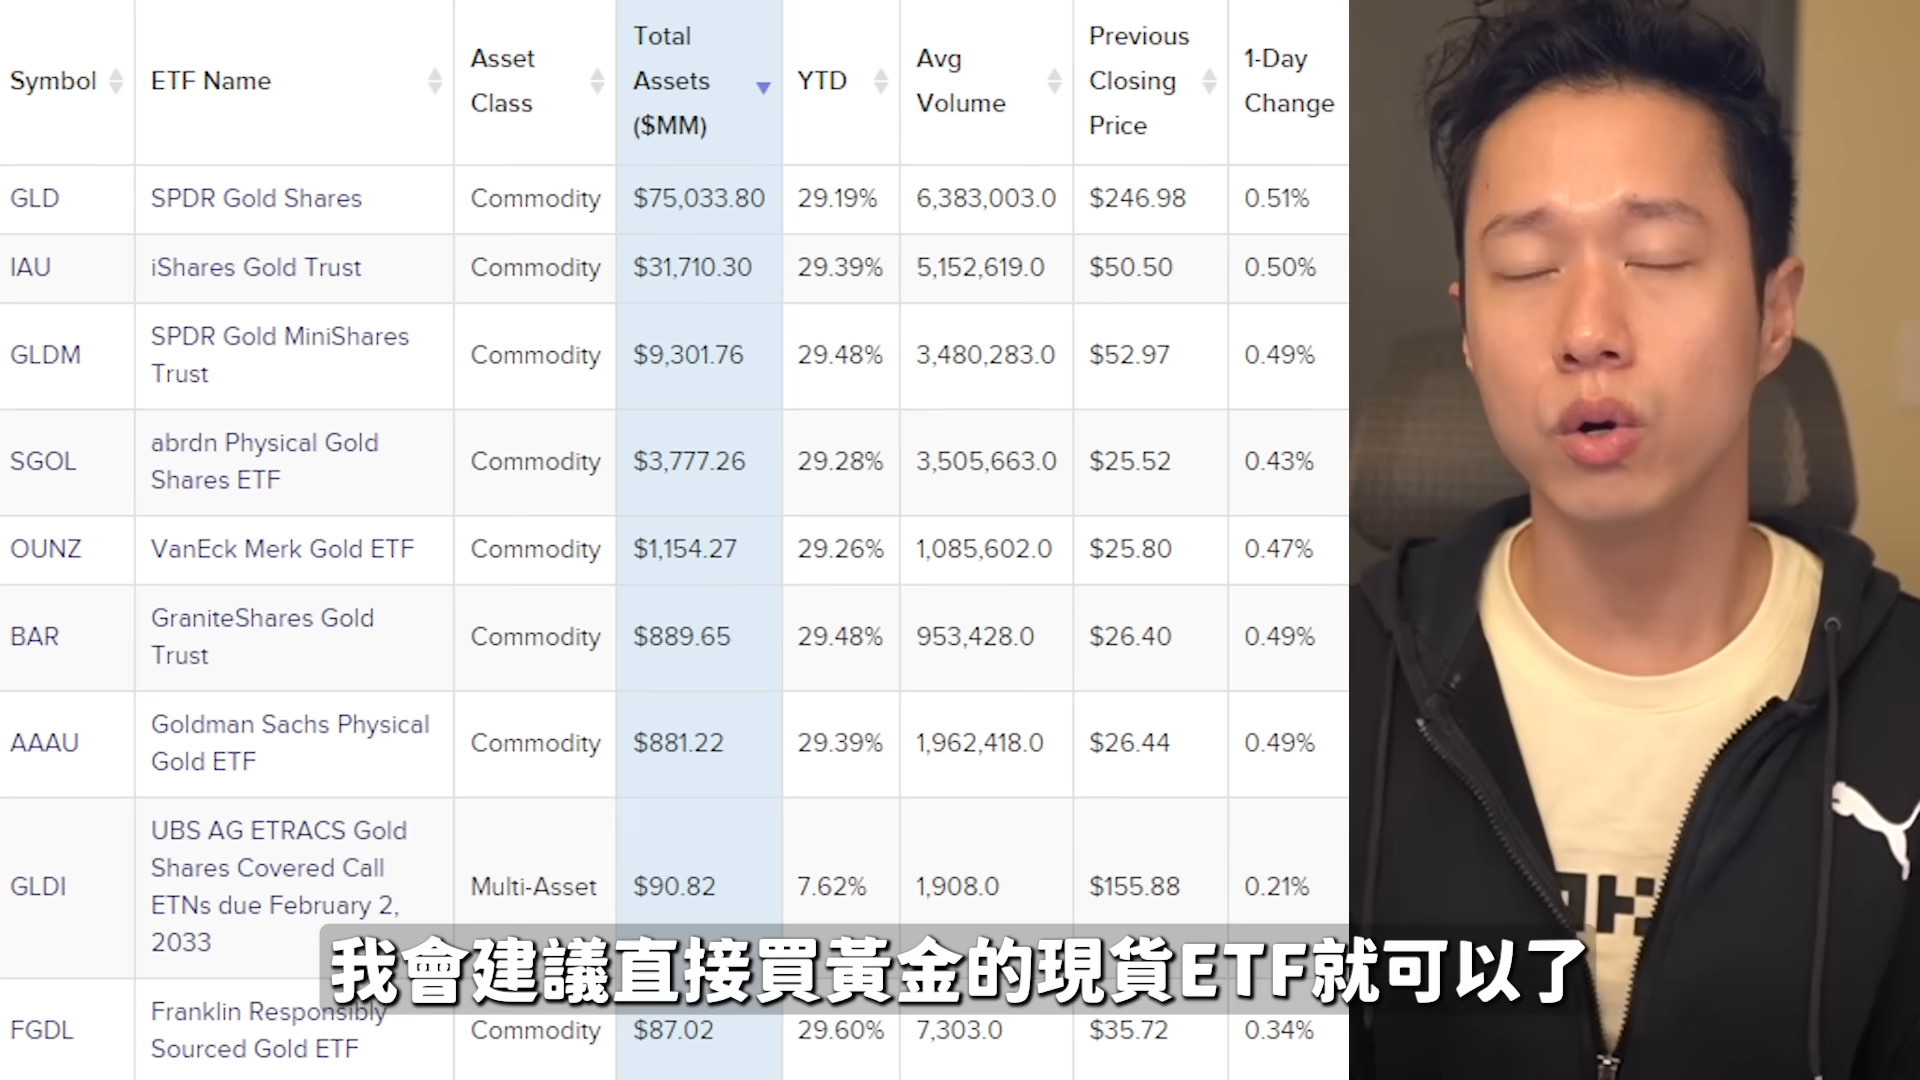 Symbol ETF Name Asset Class Total Assets ($MM) YTD Avg Volume Previous Closing Price 1-Day Change
GLD SPDR Gold Shares Commodity $75,033.80 29.19% 6,383,003.0 $246.98 0.51%
IAU iShares Gold Trust Commodity $31,710.30 29.39% 5,152,619.0 $50.50 0.50%
GLDM SPDR Gold MiniShares Trust Commodity $9,301.76 29.48% 3,480,283.0 $52.97 0.49%
SGOL abrdn Physical Gold Shares ETF Commodity $3,777.26 29.28% 3,505,663.0 $25.52 0.43%
OUNZ VanEck Merk Gold ETF Commodity $1,154.27 29.26% 1,085,602.0 $25.80 0.47%
BAR GraniteShares Gold Trust Commodity $889.65 29.48% 953,428.0 $26.40 0.49%
AAAU Goldman Sachs Physical Gold ETF Commodity $881.22 29.39% 1,962,418.0 $26.44 0.49%
GLDI UBS AG ETRACS Gold Shares Covered Call ETNs due February 2, 2033 Multi-Asset $90.82 7.62% 1,908.0 $155.88 0.21%
FGDL Franklin Responsibly Sourced Gold ETF Commodity $87.02 29.60% 7,303.0 $35.72 0.34%
我會建議直接買黃金的現貨ETF就可以了